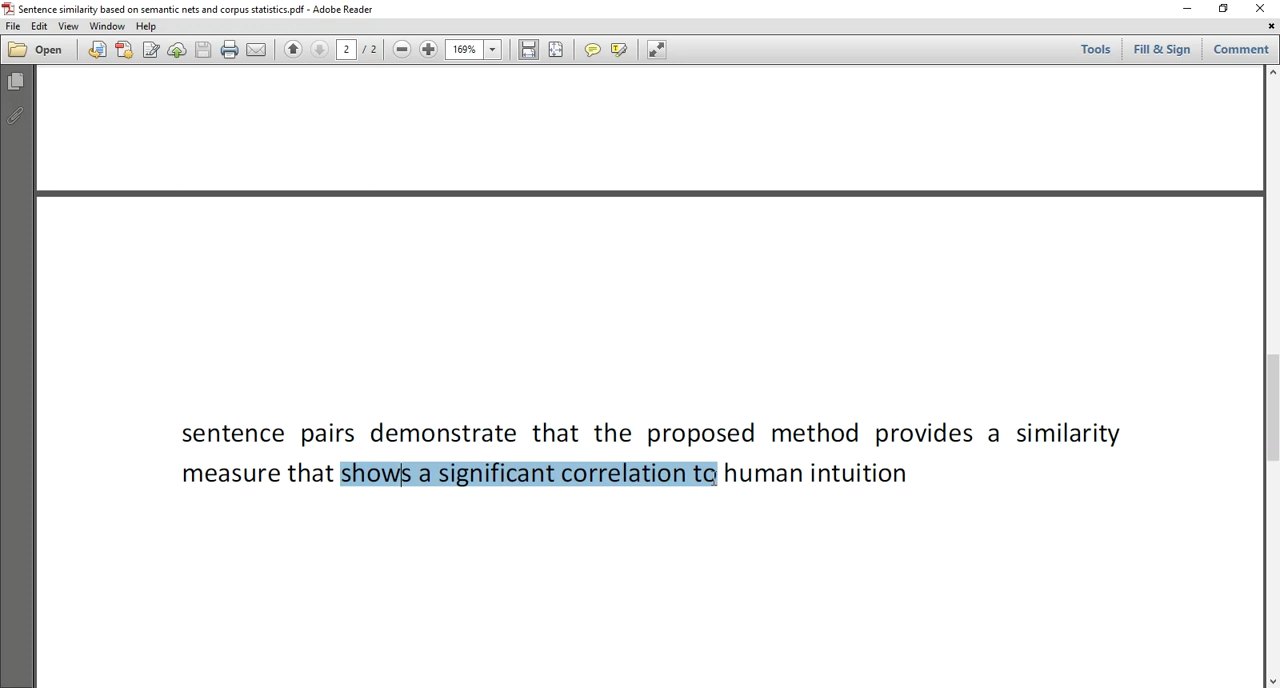 Sentence similarity based on semantic nets and corpus statistics.pdf - Adobe Reader
File Edit View Window Help
Open 2 / 2 169% Tools Fill & Sign Comment
sentence pairs demonstrate that the proposed method provides a similarity
measure that shows a significant correlation to human intuition